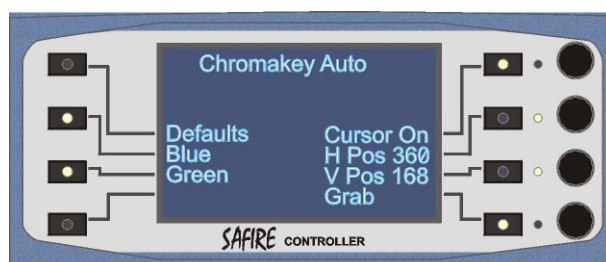 Chromakey Auto
Defaults Cursor On
Blue H Pos 360
Green V Pos 168
Grab
SAFIRE CONTROLLER